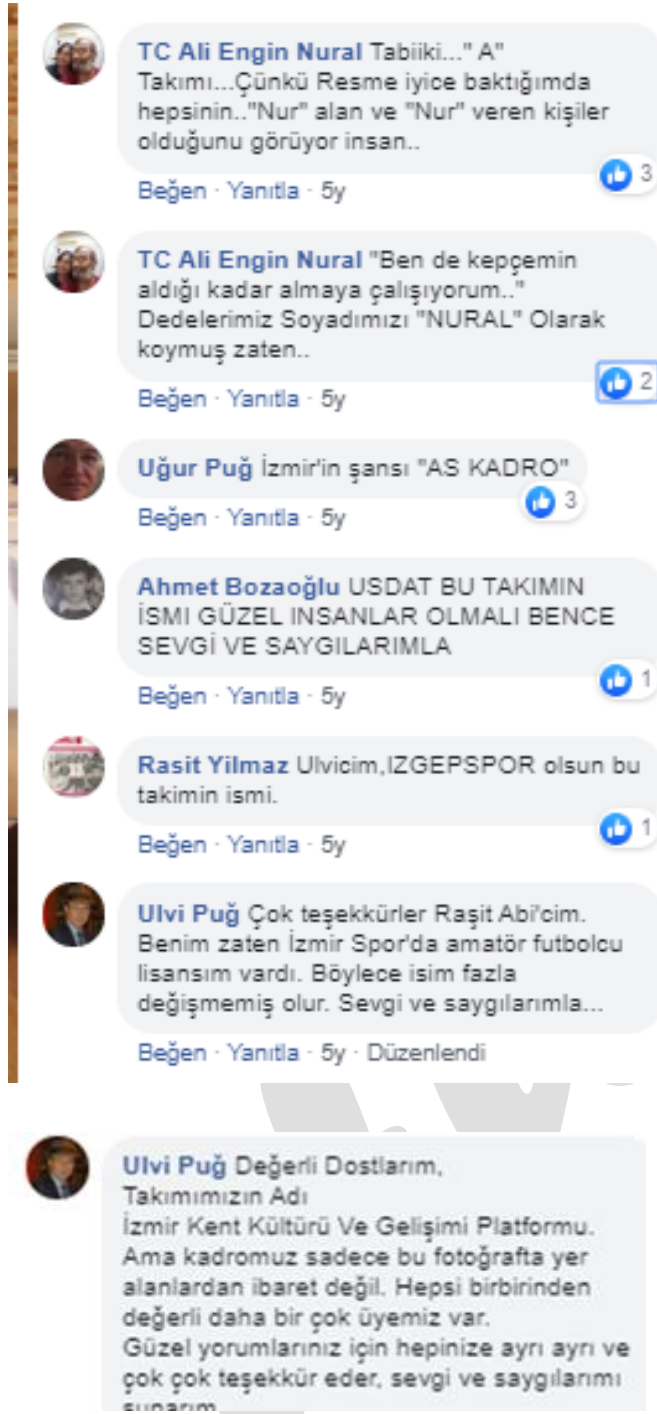 TC Ali Engin Nural Tabiiki..." A"
Takımı...Çünkü Resme iyice baktığımda
hepsinin.."Nur" alan ve "Nur" veren kişiler
olduğunu görüyor insan..
3
Beğen · Yanıtla · 5y
TC Ali Engin Nural "Ben de kepçemin
aldığı kadar almaya çalışıyorum.."
Dedelerimiz Soyadımızı "NURAL" Olarak
koymuş zaten..
2
Beğen · Yanıtla · 5y
Uğur Puğ İzmir'in şansı "AS KADRO"
3
Beğen · Yanıtla · 5y
Ahmet Bozaoğlu USDAT BU TAKIMIN
İSMI GÜZEL INSANLAR OLMALI BENCE
SEVGİ VE SAYGILARIMLA
1
Beğen · Yanıtla · 5y
Rasit Yilmaz Ulvicim,IZGEPSPOR olsun bu
takimin ismi.
1
Beğen · Yanıtla · 5y
Ulvi Puğ Çok teşekkürler Raşit Abi'cim.
Benim zaten İzmir Spor'da amatör futbolcu
lisansım vardı. Böylece isim fazla
değişmemiş olur. Sevgi ve saygılarımla...
Beğen · Yanıtla · 5y · Düzenlendi
Ulvi Puğ Değerli Dostlarım,
Takımımızın Adı
İzmir Kent Kültürü Ve Gelişimi Platformu.
Ama kadromuz sadece bu fotoğrafta yer
alanlardan ibaret değil. Hepsi birbirinden
değerli daha bir çok üyemiz var.
Güzel yorumlarınız için hepinize ayrı ayrı ve
çok çok teşekkür eder, sevgi ve saygılarımı
sunarım